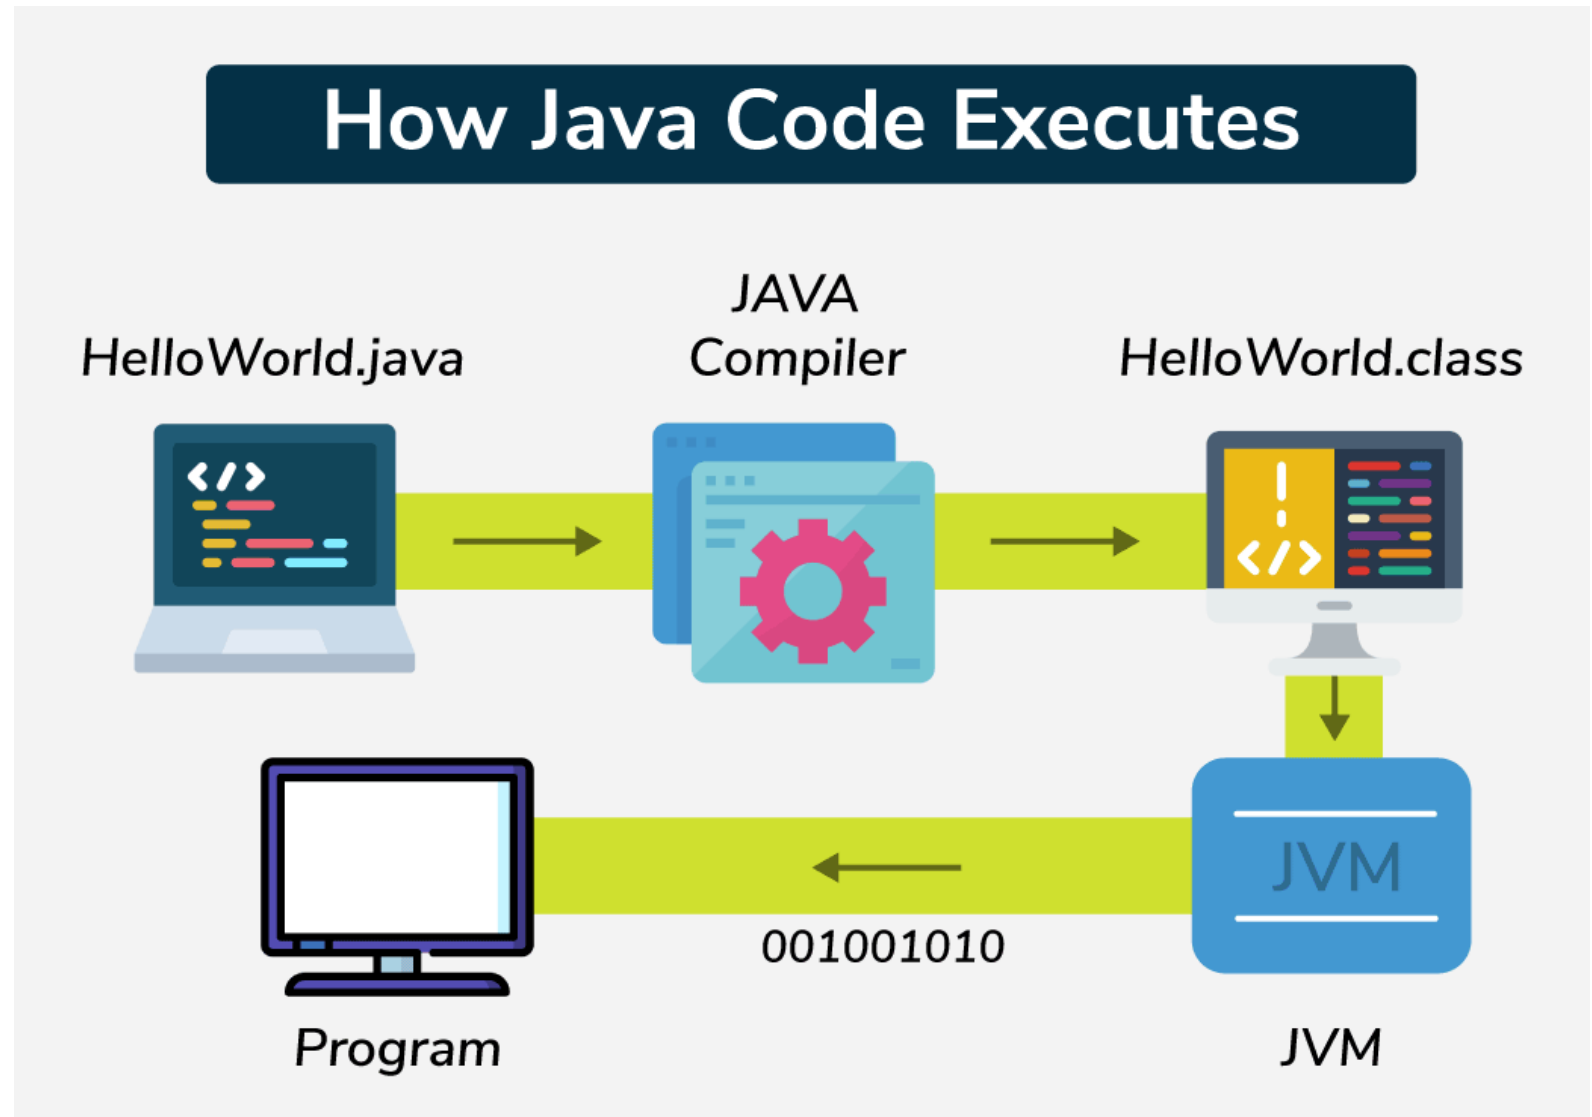 How Java Code Executes
HelloWorld.java
JAVA
Compiler
HelloWorld.class
</>
</>
JVM
001001010
Program
JVM